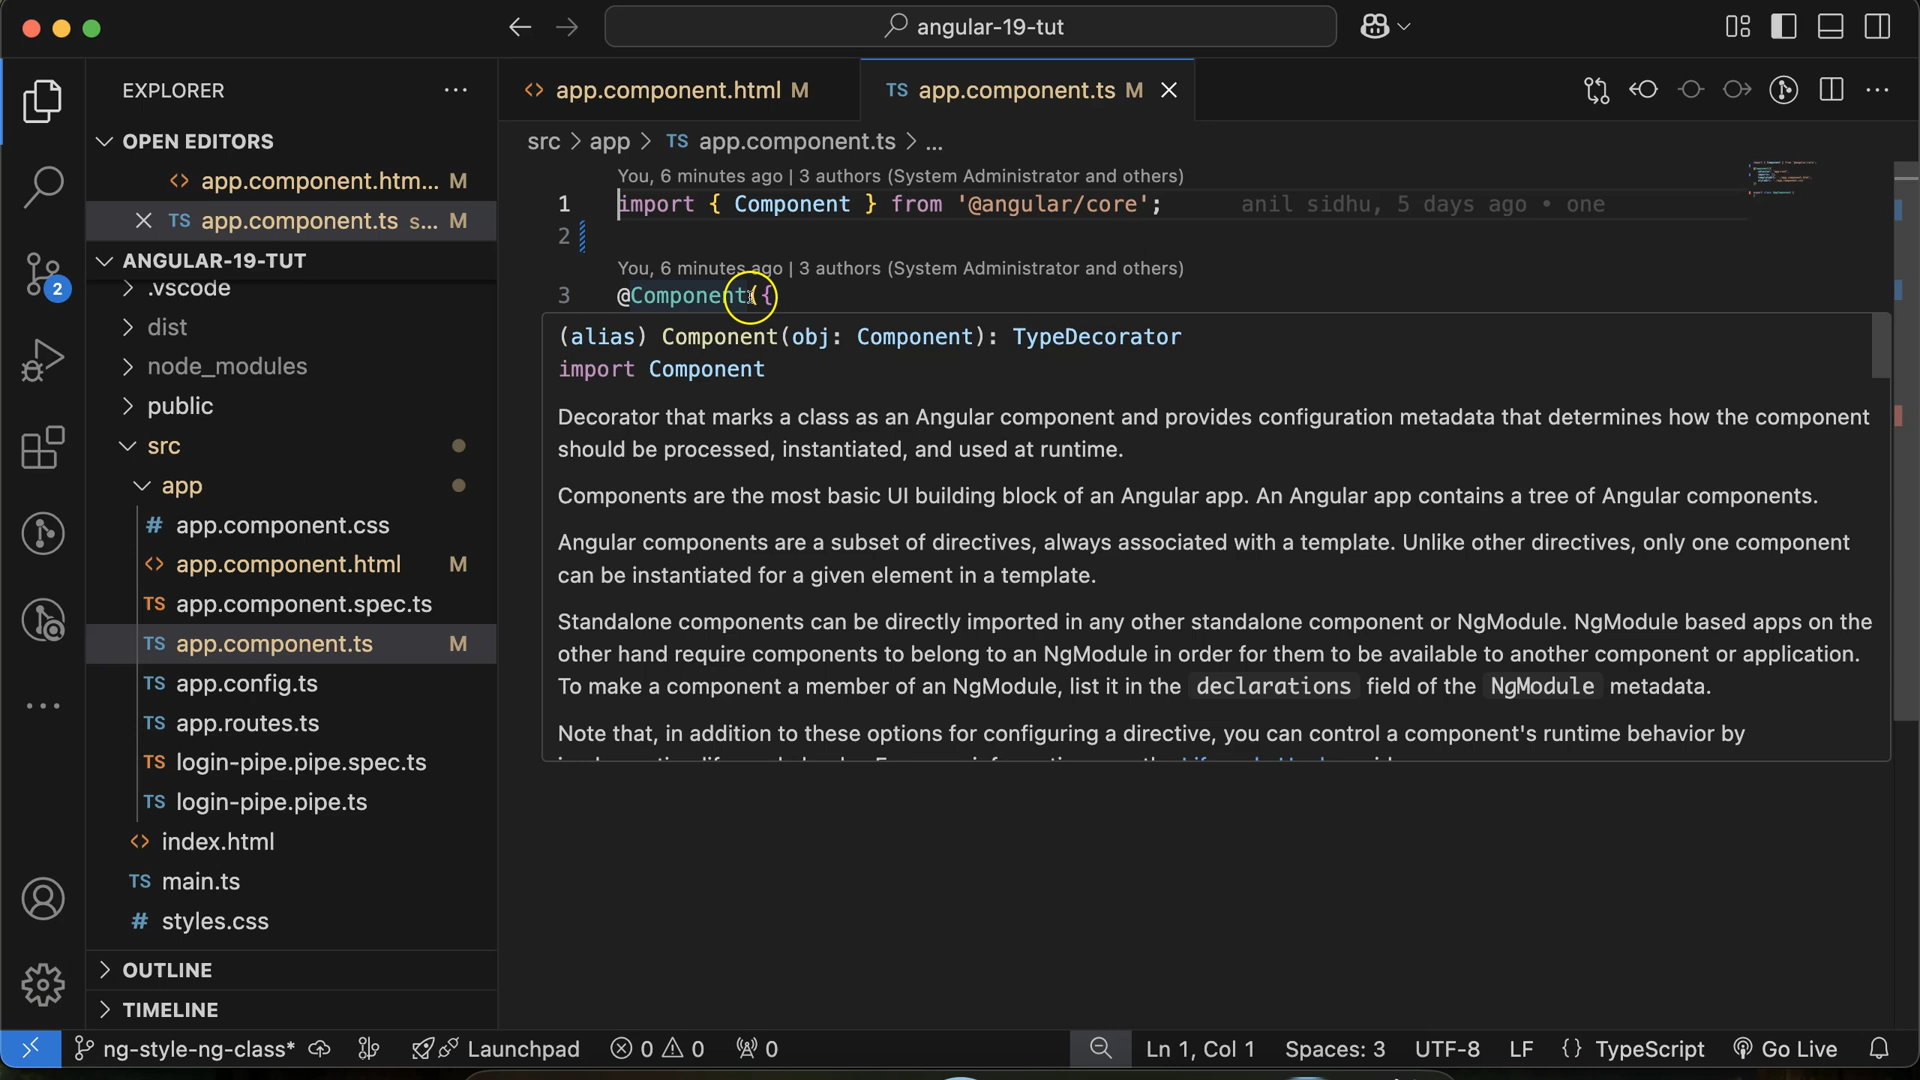 angular-19-tut
EXPLORER
OPEN EDITORS
app.component.htm... M
app.component.ts s... M
ANGULAR-19-TUT
.vscode
dist
node_modules
public
src
app
# app.component.css
app.component.html M
TS app.component.spec.ts
TS app.component.ts M
TS app.config.ts
TS app.routes.ts
TS login-pipe.pipe.spec.ts
TS login-pipe.pipe.ts
index.html
TS main.ts
# styles.css
OUTLINE
TIMELINE
2
app.component.html M
TS app.component.ts M
src > app > TS app.component.ts > ...
You, 6 minutes ago | 3 authors (System Administrator and others)
1 import { Component } from '@angular/core'; anil sidhu, 5 days ago • one
2
You, 6 minutes ago | 3 authors (System Administrator and others)
3 @Component({
(alias) Component(obj: Component): TypeDecorator
import Component
Decorator that marks a class as an Angular component and provides configuration metadata that determines how the component
should be processed, instantiated, and used at runtime.
Components are the most basic UI building block of an Angular app. An Angular app contains a tree of Angular components.
Angular components are a subset of directives, always associated with a template. Unlike other directives, only one component
can be instantiated for a given element in a template.
Standalone components can be directly imported in any other standalone component or NgModule. NgModule based apps on the
other hand require components to belong to an NgModule in order for them to be available to another component or application.
To make a component a member of an NgModule, list it in the declarations field of the NgModule metadata.
Note that, in addition to these options for configuring a directive, you can control a component's runtime behavior by
ng-style-ng-class* Launchpad 0 0 0 Ln 1, Col 1 Spaces: 3 UTF-8 LF {} TypeScript Go Live